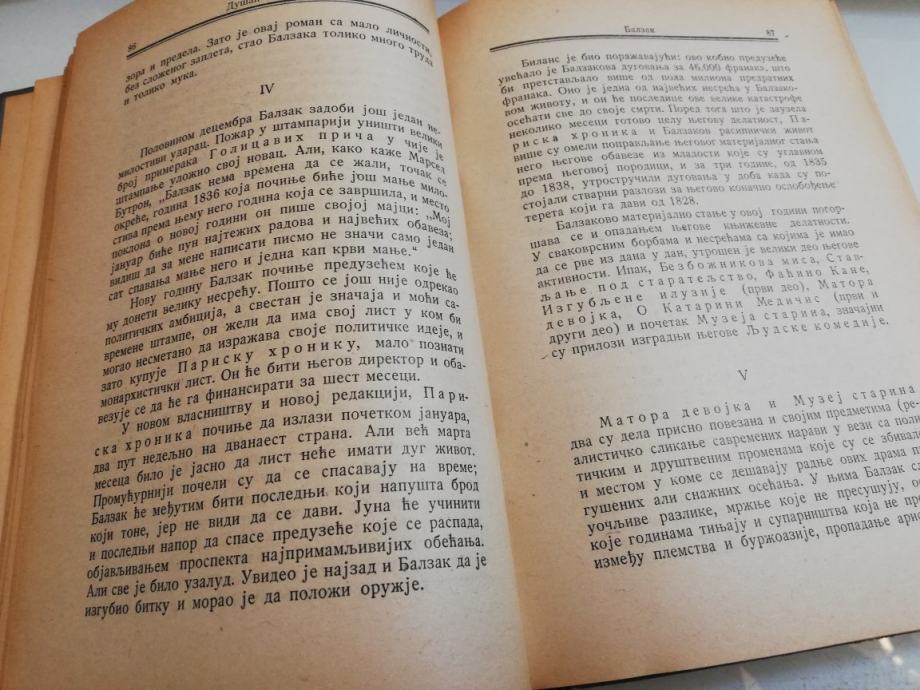 86
Душан
зора и предела. Зато је овај роман са мало личности,
без сложеног заплета, стао Балзака толико много труда
и толико мука.
IV
Половином децембра Балзак задоби још један не-
милостиви ударац. Пожар у штампарији уништи велики
број примерака Голицавих прича у чије је
штампање уложио свој новац. Али, како каже Марсел
Бутрон, „Балзак нема времена да се жали, точак се
окреће, година 1836 која почиње биће још мање мило-
стива према њему него година која се завршила, и место
поклона о новој години он пише својој мајци: „Мој
јануар биће пун најтежих радова и највећих обавеза;
видиш да за мене написати писмо не значи само један
сат спавања мање него и једна кап крви мање.“
Нову годину Балзак почиње предузећем које ће
му донети велику несрећу. Пошто се још није одрекао
политичких амбиција, а свестан је значаја и моћи са-
времене штампе, он жели да има свој лист у ком би
могао несметано да изражава своје политичке идеје, и
зато купује Париску хронику, мало познати
монархистички лист. Он ће бити његов директор и оба-
везује се да ће га финансирати за шест месеци.
У новом власништву и новој редакцији, Пари-
ска хроника почиње да излази почетком јануара,
два пут недељно на дванаест страна. Али већ марта
месеца било је јасно да лист неће имати дуг живот.
Промућурнији почели су да се спасавају на време;
Балзак ће међутим бити последњи који напушта брод
који тоне, јер не види да се дави. Јуна ће учинити
и последњи напор да спасе предузеће које се распада,
објављивањем проспекта најпримамљивијих обећања.
Али све је било узалуд. Увидео је најзад и Балзак да је
изгубио битку и морао је да положи оружје.
Балзак
87
Биланс је био поражавајући: ово кобно предузеће
увећало је Балзакова дуговања за 46.000 франака, што
би претстављало више од пола милиона предратних
франака. Оно је једна од највећих несрећа у Балзако-
вом животу, и он ће последице ове велике катастрофе
осећати све до своје смрти. Поред тога што је заузела
неколико месеци готово целу његову делатност, Па-
риска хроника и Балзаков расипнички живот
више су омели поправљање његовог материјалног стања
него његове обавезе из младости које су углавном
према његовој породици, и за три године, од 1835
до 1838, утростручили дуговања у доба када су по-
стојали стварни разлози за његово коначно ослобођење
терета који га дави од 1828.
Балзаково материјално стање у овој години погор-
шава се и опадањем његове књижевне делатности.
У свакојаким борбама и несрећама са којима је имао
да се рве из дана у дан, утрошен је велики део његове
активности. Ипак, Безбожникова миса, Став-
љање под старатељство, Фаћино Кане,
Изгубљене илузије (први део), Матора
девојка, О Катарини Медичис (први и
други део) и почетак Музеја старина, значајни
су прилози изградњи његове Људске комедије.
V
Матора девојка и Музеј старина
два су дела присно повезана и својим предметима (ре-
алистичко сликање савремених нарави у вези са поли-
тичким и друштвеним променама које су се збива
и местом у коме се дешавају радње ових драма пр
гушених али снажних осећања. У њима Балзак с
уочљиве разлике, мржње које не пресушују, ос
које годинама тињају и супарништва која не пр
између племства и буржоазије, пропадање арис